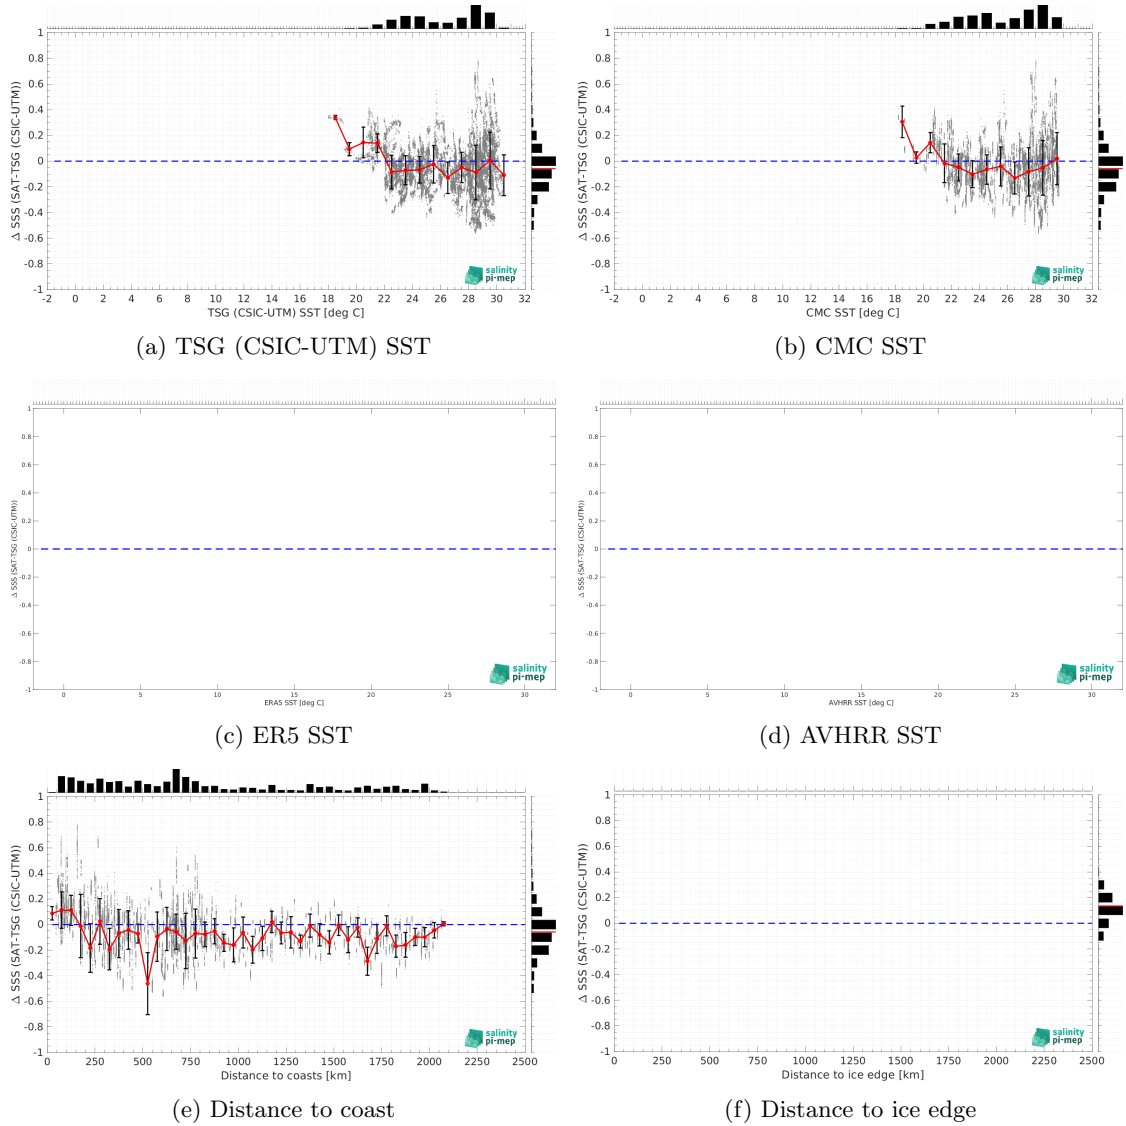 1
0.8
0.6
0.4
0.2
0
-0.2
-0.4
-0.6
-0.8
-1
Δ SSS (SAT-TSG (CSIC-UTM))
-2 0 2 4 6 8 10 12 14 16 18 20 22 24 26 28 30 32
TSG (CSIC-UTM) SST [deg C]
salinity
pi-mep
(a) TSG (CSIC-UTM) SST
1
0.8
0.6
0.4
0.2
0
-0.2
-0.4
-0.6
-0.8
-1
Δ SSS (SAT-TSG (CSIC-UTM))
-2 0 2 4 6 8 10 12 14 16 18 20 22 24 26 28 30 32
CMC SST [deg C]
salinity
pi-mep
(b) CMC SST
1
0.8
0.6
0.4
0.2
0
-0.2
-0.4
-0.6
-0.8
-1
Δ SSS (SAT-TSG (CSIC-UTM))
0 5 10 15 20 25 30
ERA5 SST [deg C]
salinity
pi-mep
(c) ER5 SST
1
0.8
0.6
0.4
0.2
0
-0.2
-0.4
-0.6
-0.8
-1
Δ SSS (SAT-TSG (CSIC-UTM))
0 5 10 15 20 25 30
AVHRR SST [deg C]
salinity
pi-mep
(d) AVHRR SST
1
0.8
0.6
0.4
0.2
0
-0.2
-0.4
-0.6
-0.8
-1
Δ SSS (SAT-TSG (CSIC-UTM))
0 250 500 750 1000 1250 1500 1750 2000 2250 2500
Distance to coasts [km]
salinity
pi-mep
(e) Distance to coast
1
0.8
0.6
0.4
0.2
0
-0.2
-0.4
-0.6
-0.8
-1
Δ SSS (SAT-TSG (CSIC-UTM))
0 250 500 750 1000 1250 1500 1750 2000 2250 2500
Distance to ice edge [km]
salinity
pi-mep
(f) Distance to ice edge